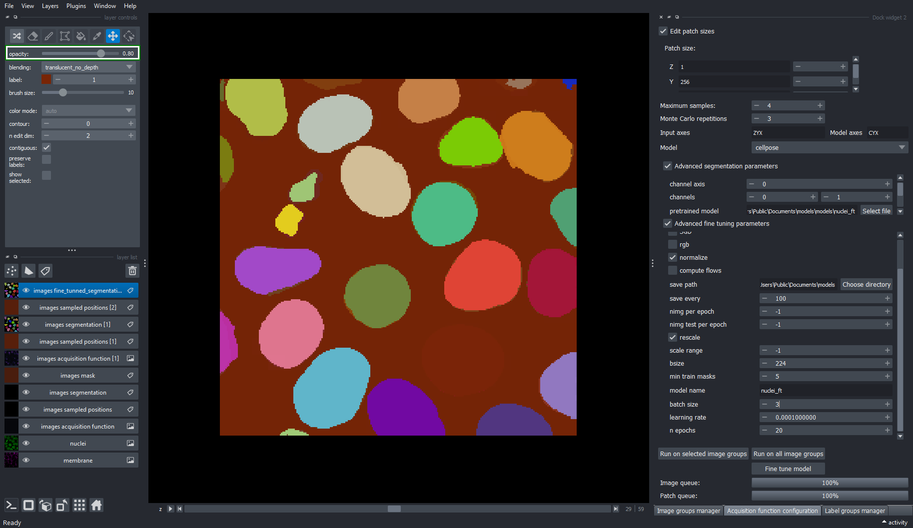 File View Layers Plugins Window Help
layer controls
Dock widget 2
opacity: 0.80
blending: translucent_no_depth
label: 1
brush size: 10
color mode: auto
contour: 0
n edit dim: 2
contiguous:
preserve labels:
show selected:
layer list
images fine_tunned_segmentati...
images sampled positions [2]
images segmentation [1]
images sampled positions [1]
images acquisition function [1]
images mask
images segmentation
images sampled positions
images acquisition function
nuclei
membrane
Ready
z 29 59
Edit patch sizes
Patch size:
Z 1
Y 256
Maximum samples: 4
Monte Carlo repetitions 3
Input axes ZYX Model axes CYX
Model cellpose
Advanced segmentation parameters
channel axis 0
channels 0 1
pretrained model 's\Public\Documents\models\models\nuclei_ft Select file
Advanced fine tuning parameters
rgb
normalize
compute flows
save path Users\Public\Documents\models Choose directory
save every 100
nimg per epoch -1
nimg test per epoch -1
rescale
scale range -1
bsize 224
min train masks 5
model name nuclei_ft
batch size 3
learning rate 0.0001000000
n epochs 20
Run on selected image groups Run on all image groups
Fine tune model
Image queue: 100%
Patch queue: 100%
Image groups manager Acquisition function configuration Label groups manager
activity